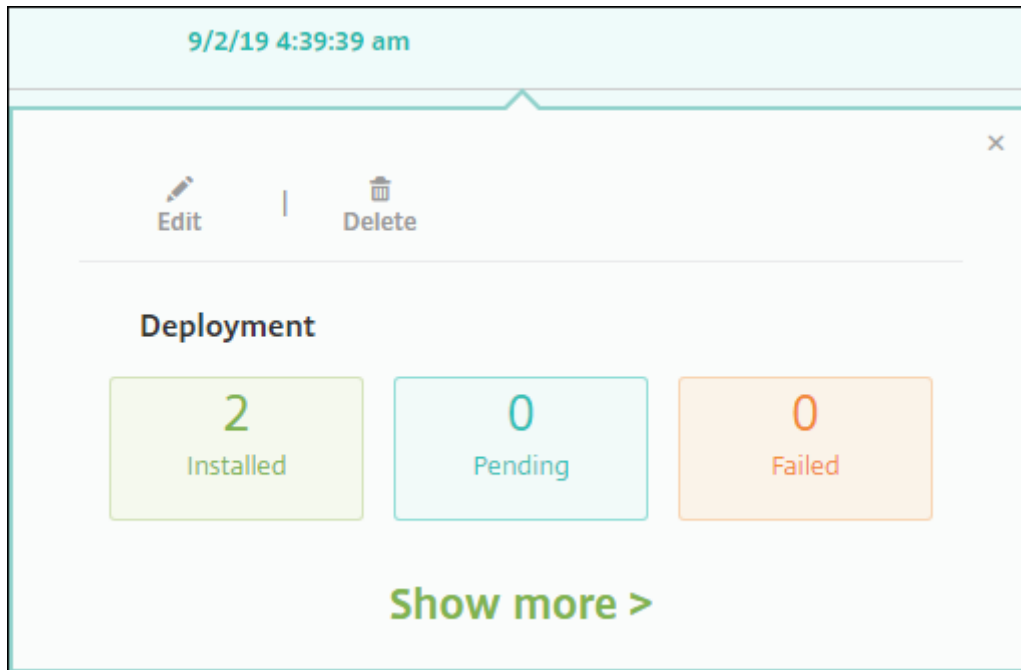 9/2/19 4:39:39 am
×
Edit | Delete
Deployment
2 0 0
Installed Pending Failed
Show more >